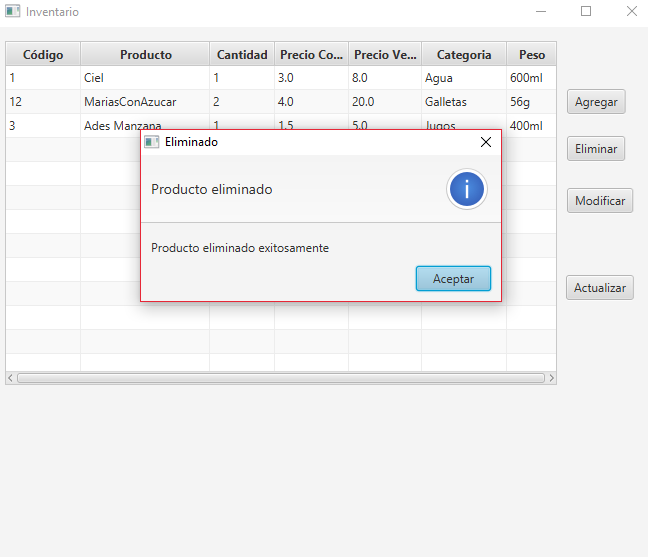 Inventario
Código Producto Cantidad Precio Co... Precio Ve... Categoria Peso
1 Ciel 1 3.0 8.0 Agua 600ml
12 MariasConAzucar 2 4.0 20.0 Galletas 56g
3 Ades Manzana 1 1.5 5.0 Jugos 400ml
Agregar
Eliminar
Modificar
Actualizar
Eliminado
Producto eliminado
Producto eliminado exitosamente
Aceptar